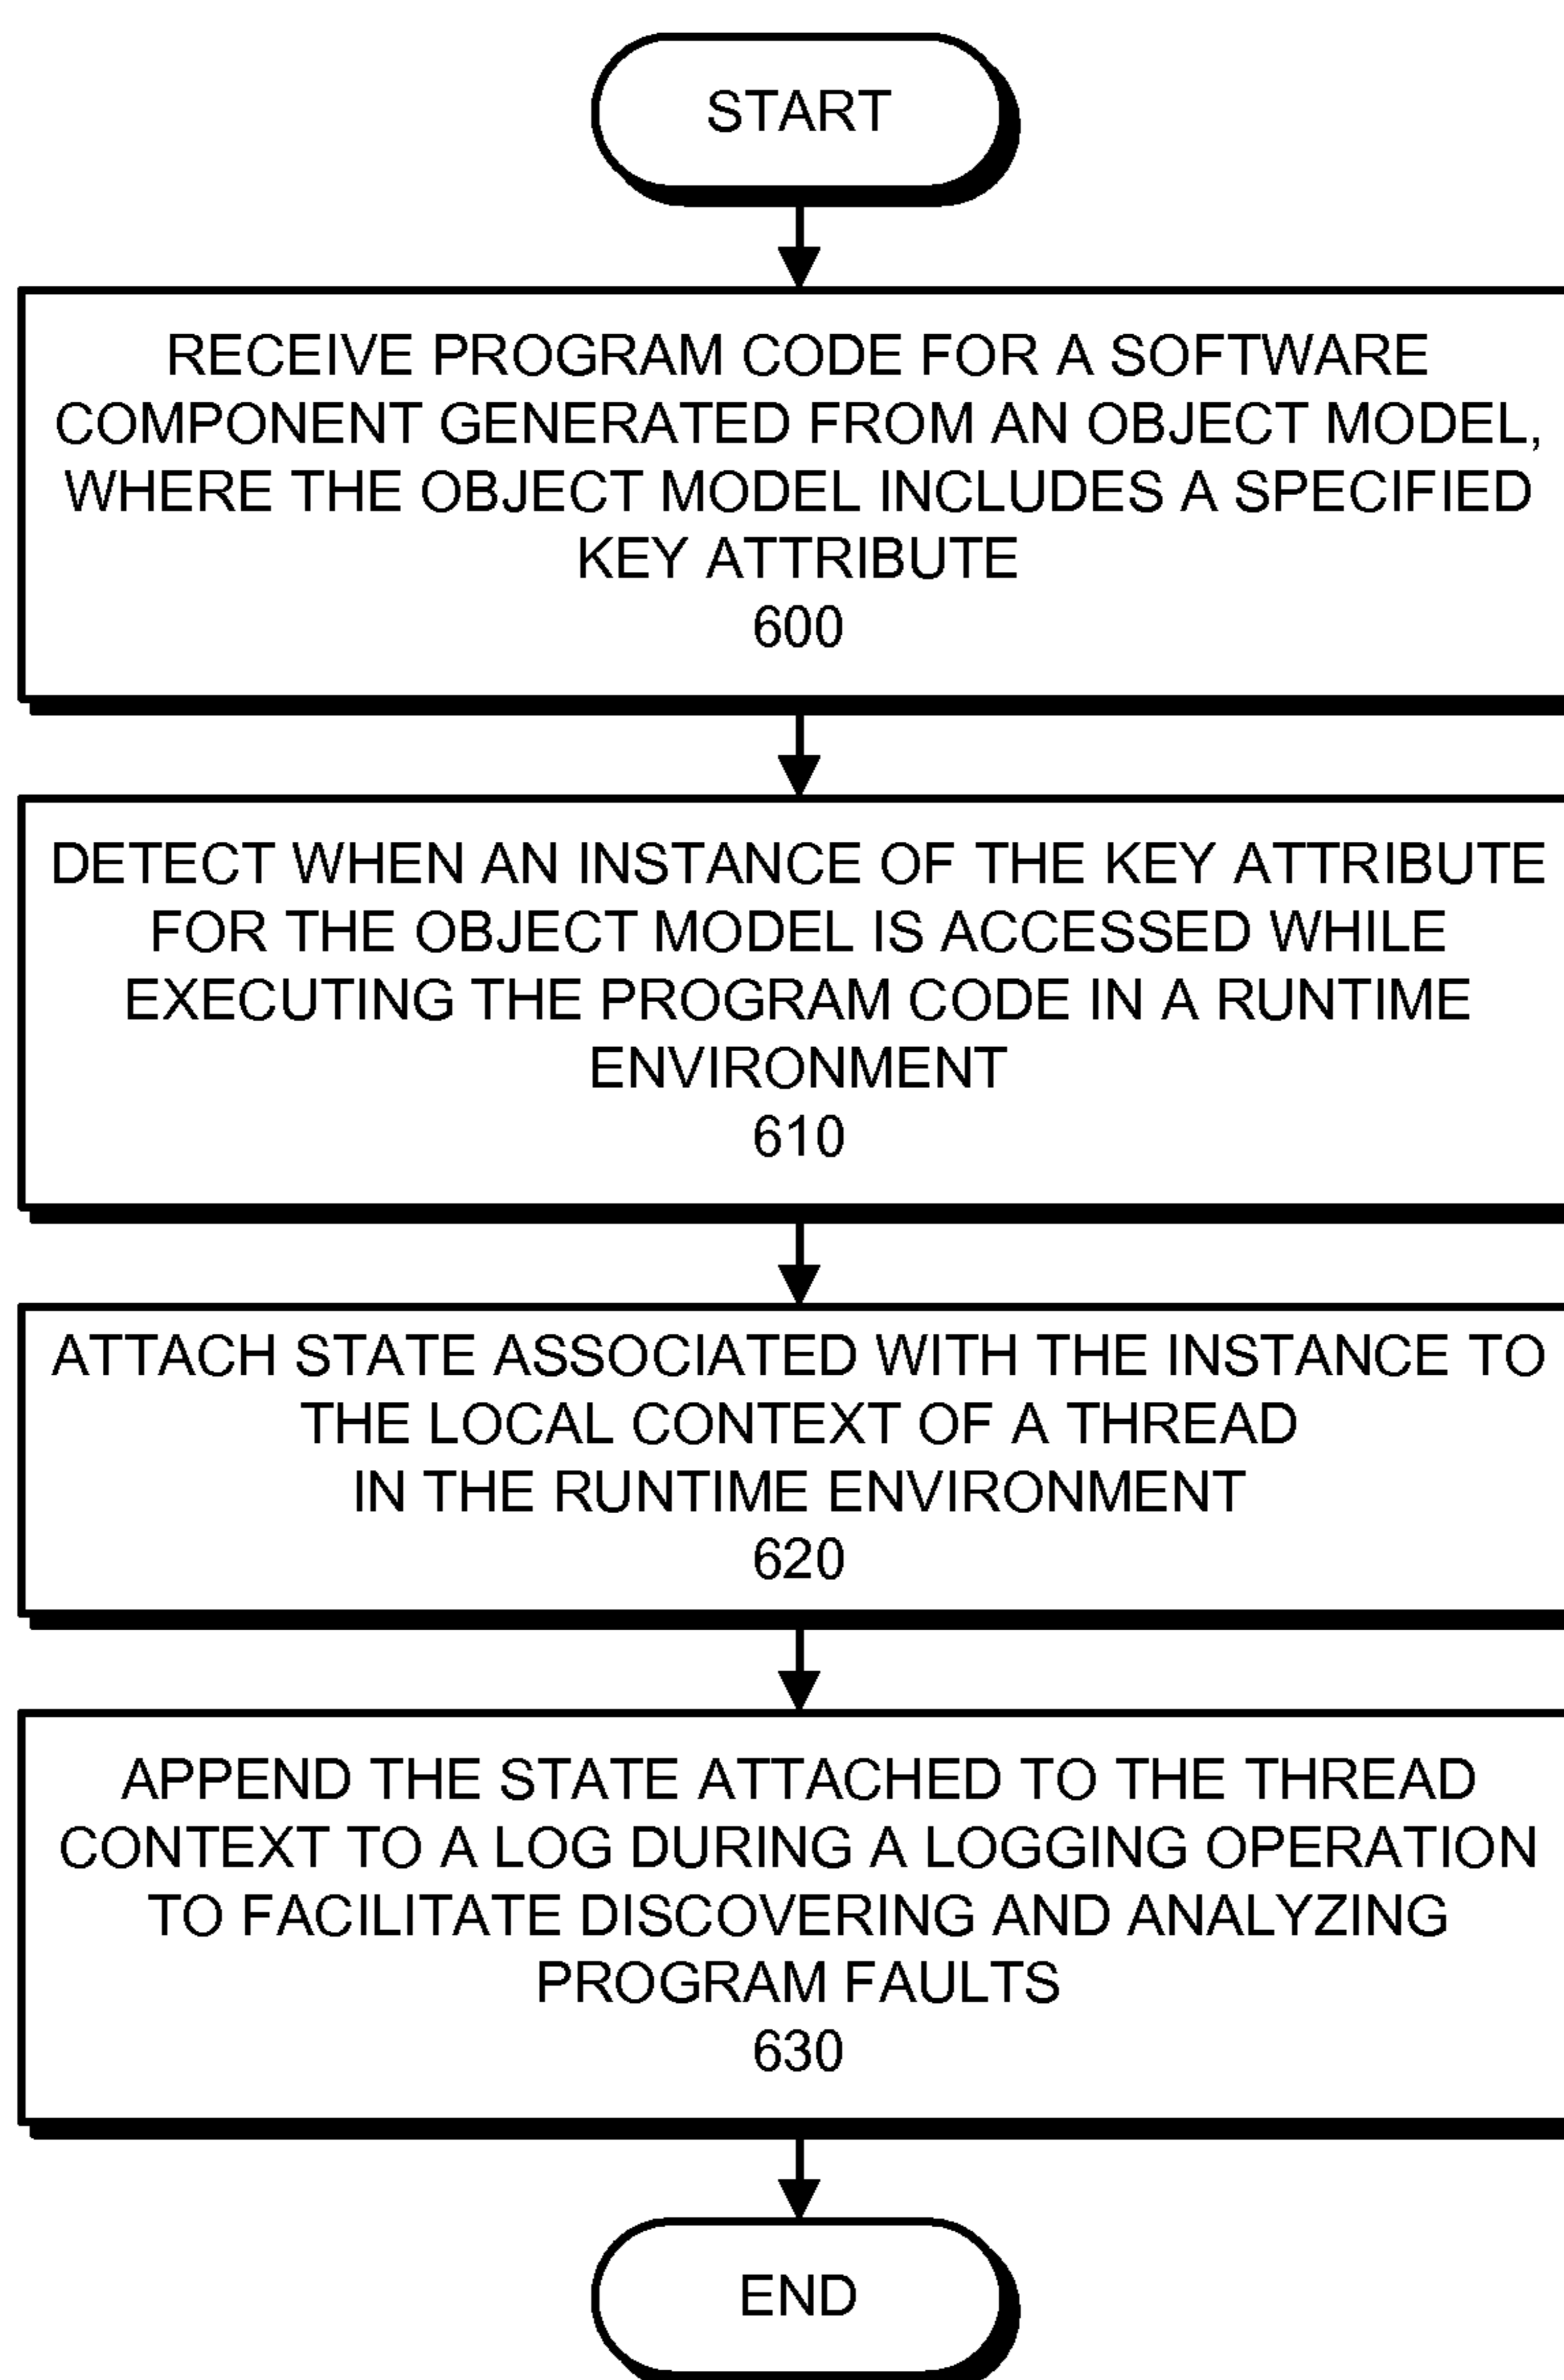 START
RECEIVE PROGRAM CODE FOR A SOFTWARE
COMPONENT GENERATED FROM AN OBJECT MODEL,
WHERE THE OBJECT MODEL INCLUDES A SPECIFIED
KEY ATTRIBUTE
600
DETECT WHEN AN INSTANCE OF THE KEY ATTRIBUTE
FOR THE OBJECT MODEL IS ACCESSED WHILE
EXECUTING THE PROGRAM CODE IN A RUNTIME
ENVIRONMENT
610
ATTACH STATE ASSOCIATED WITH THE INSTANCE TO
THE LOCAL CONTEXT OF A THREAD
IN THE RUNTIME ENVIRONMENT
620
APPEND THE STATE ATTACHED TO THE THREAD
CONTEXT TO A LOG DURING A LOGGING OPERATION
TO FACILITATE DISCOVERING AND ANALYZING
PROGRAM FAULTS
630
END